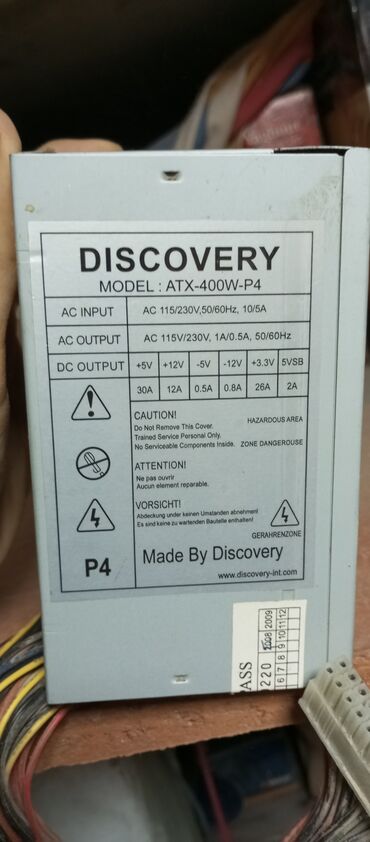 DISCOVERY
MODEL : ATX-400W-P4
AC INPUT AC 115/230V,50/60Hz, 10/5A
AC OUTPUT AC 115V/230V, 1A/0.5A, 50/60Hz
DC OUTPUT +5V +12V -5V -12V +3.3V 5VSB
30A 12A 0.5A 0.8A 26A 2A
CAUTION! HAZARDOUS AREA
Do Not Remove This Cover.
Trained Service Personal Only.
No Serviceable Components Inside. ZONE DANGEROUSE
ATTENTION!
Ne pas ouvrir
Aucun element reparable.
VORSICHT!
Abdeckung unter keinen Umstanden abnehmen!
Es sind keine zu wartenden Bauteile enthalten!
GERAHRENZONE
P4 Made By Discovery
www.discovery-int.com
2008 2009
6 7 8 9 10 11 12
220
ASS